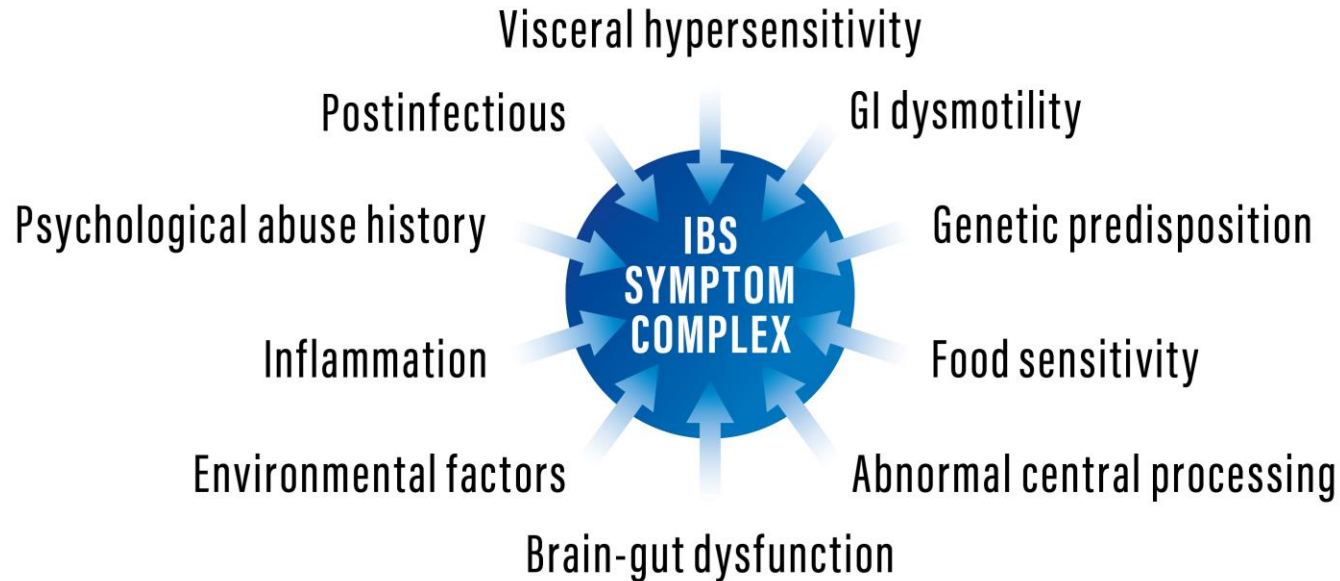 Visceral hypersensitivity
Postinfectious
GI dysmotility
Psychological abuse history
Genetic predisposition
IBS
SYMPTOM
COMPLEX
Inflammation
Food sensitivity
Environmental factors
Abnormal central processing
Brain-gut dysfunction